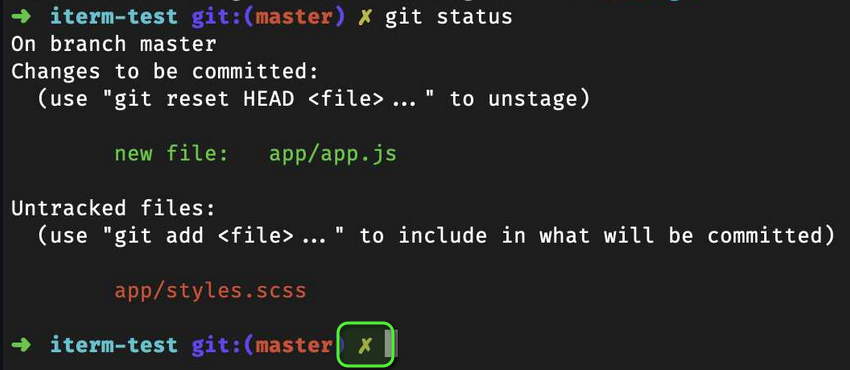 ➜ iterm-test git:(master) ✗ git status
On branch master
Changes to be committed:
(use "git reset HEAD <file>..." to unstage)
new file: app/app.js
Untracked files:
(use "git add <file>..." to include in what will be committed)
app/styles.scss
➜ iterm-test git:(master) ✗